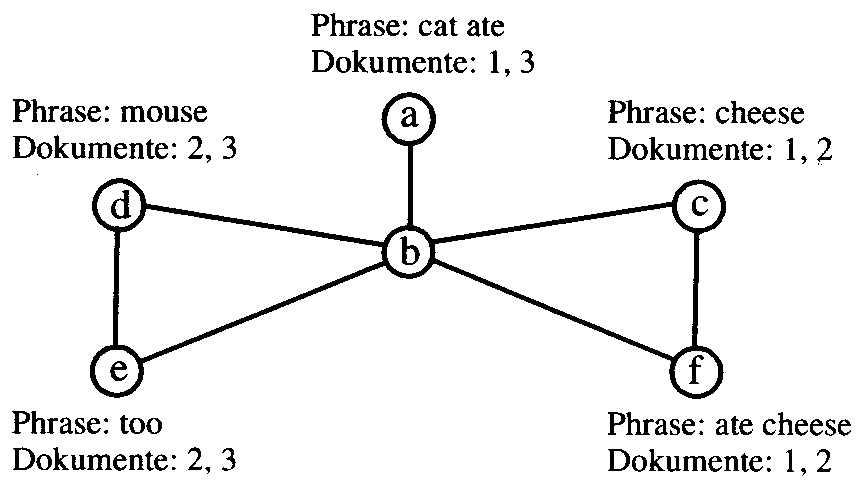 Phrase: cat ate
Dokumente: 1, 3
a
Phrase: mouse
Dokumente: 2, 3
d
Phrase: cheese
Dokumente: 1, 2
c
b
e
Phrase: too
Dokumente: 2, 3
f
Phrase: ate cheese
Dokumente: 1, 2